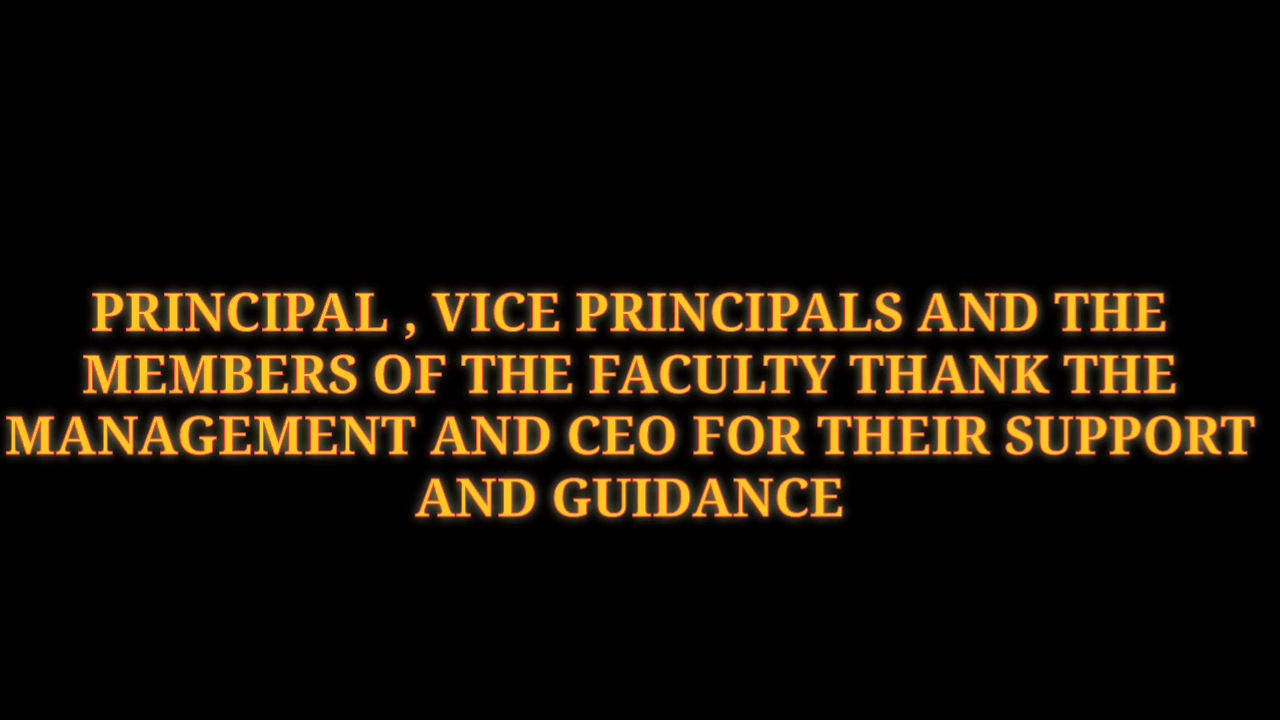 PRINCIPAL , VICE PRINCIPALS AND THE
MEMBERS OF THE FACULTY THANK THE
MANAGEMENT AND CEO FOR THEIR SUPPORT
AND GUIDANCE